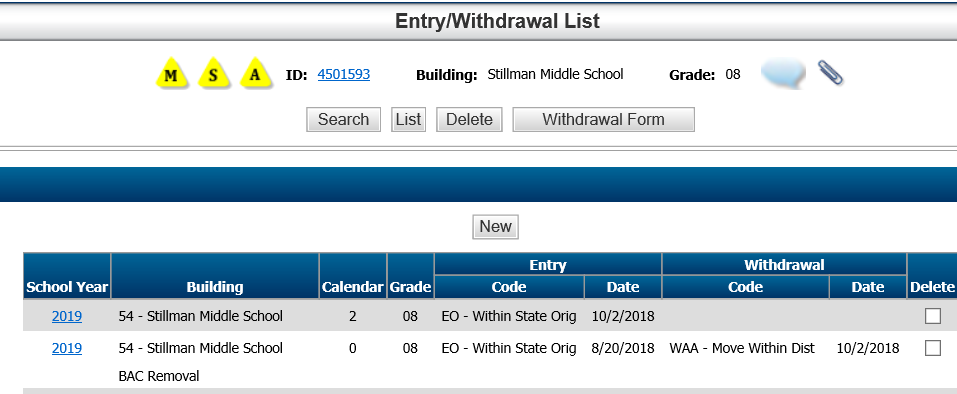 Entry/Withdrawal List
M S A ID: 4501593 Building: Stillman Middle School Grade: 08
Search List Delete Withdrawal Form
New
Entry Withdrawal
School Year Building Calendar Grade Code Date Code Date Delete
2019 54 - Stillman Middle School 2 08 EO - Within State Orig 10/2/2018
2019 54 - Stillman Middle School 0 08 EO - Within State Orig 8/20/2018 WAA - Move Within Dist 10/2/2018
BAC Removal